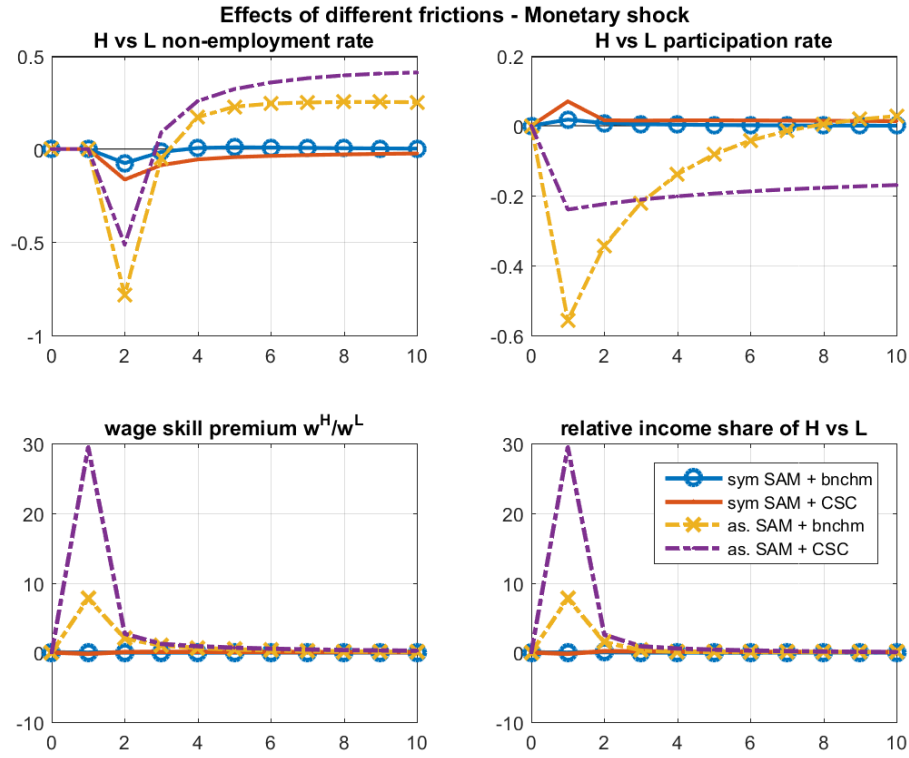 Effects of different frictions - Monetary shock
H vs L non-employment rate
0.5
0
-0.5
-1
0 2 4 6 8 10
H vs L participation rate
0.2
0
-0.2
-0.4
-0.6
0 2 4 6 8 10
wage skill premium w^H/w^L
30
20
10
0
-10
0 2 4 6 8 10
relative income share of H vs L
30
20
10
0
-10
0 2 4 6 8 10
sym SAM + bnchm
sym SAM + CSC
as. SAM + bnchm
as. SAM + CSC